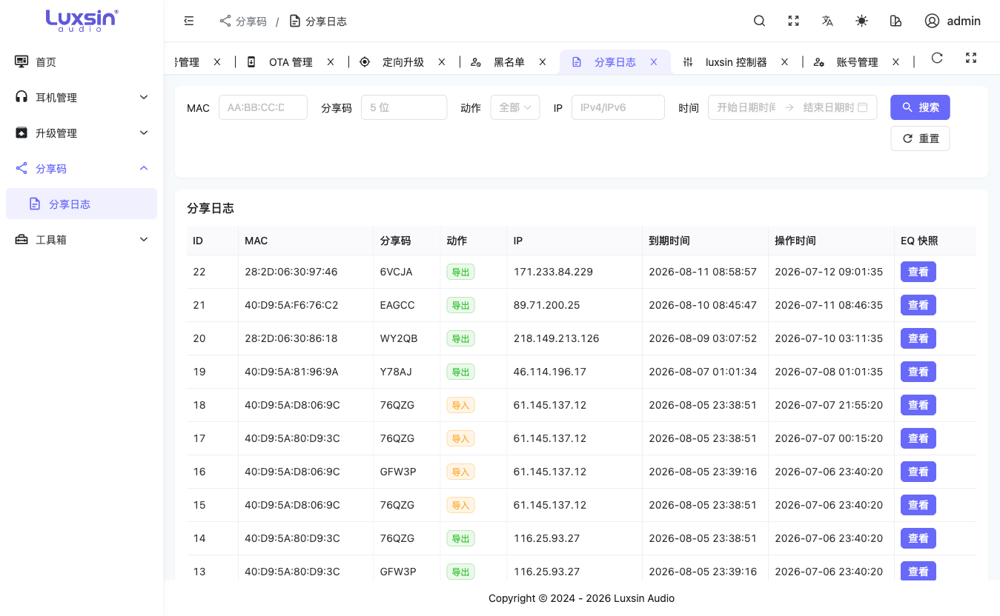 Luxsin®
audio
首页
耳机管理
升级管理
分享码
分享日志
工具箱
分享码 / 分享日志
admin
号管理 OTA 管理 定向升级 黑名单 分享日志 luxsin 控制器 账号管理
MAC AA:BB:CC:D 分享码 5 位 动作 全部 IP IPv4/IPv6 时间 开始日期时间 → 结束日期时 搜索
重置
分享日志
ID MAC 分享码 动作 IP 到期时间 操作时间 EQ 快照
22 28:2D:06:30:97:46 6VCJA 导出 171.233.84.229 2026-08-11 08:58:57 2026-07-12 09:01:35 查看
21 40:D9:5A:F6:76:C2 EAGCC 导出 89.71.200.25 2026-08-10 08:45:47 2026-07-11 08:46:35 查看
20 28:2D:06:30:86:18 WY2QB 导出 218.149.213.126 2026-08-09 03:07:52 2026-07-10 03:11:35 查看
19 40:D9:5A:81:96:9A Y78AJ 导出 46.114.196.17 2026-08-07 01:01:34 2026-07-08 01:01:35 查看
18 40:D9:5A:D8:06:9C 76QZG 导入 61.145.137.12 2026-08-05 23:38:51 2026-07-07 21:55:20 查看
17 40:D9:5A:80:D9:3C 76QZG 导入 61.145.137.12 2026-08-05 23:38:51 2026-07-07 00:15:20 查看
16 40:D9:5A:D8:06:9C GFW3P 导入 61.145.137.12 2026-08-05 23:39:16 2026-07-06 23:40:20 查看
15 40:D9:5A:D8:06:9C 76QZG 导入 61.145.137.12 2026-08-05 23:38:51 2026-07-06 23:40:20 查看
14 40:D9:5A:80:D9:3C 76QZG 导出 116.25.93.27 2026-08-05 23:38:51 2026-07-06 23:40:20 查看
13 40:D9:5A:80:D9:3C GFW3P 导出 116.25.93.27 2026-08-05 23:39:16 2026-07-06 23:40:20 查看
Copyright © 2024 - 2026 Luxsin Audio